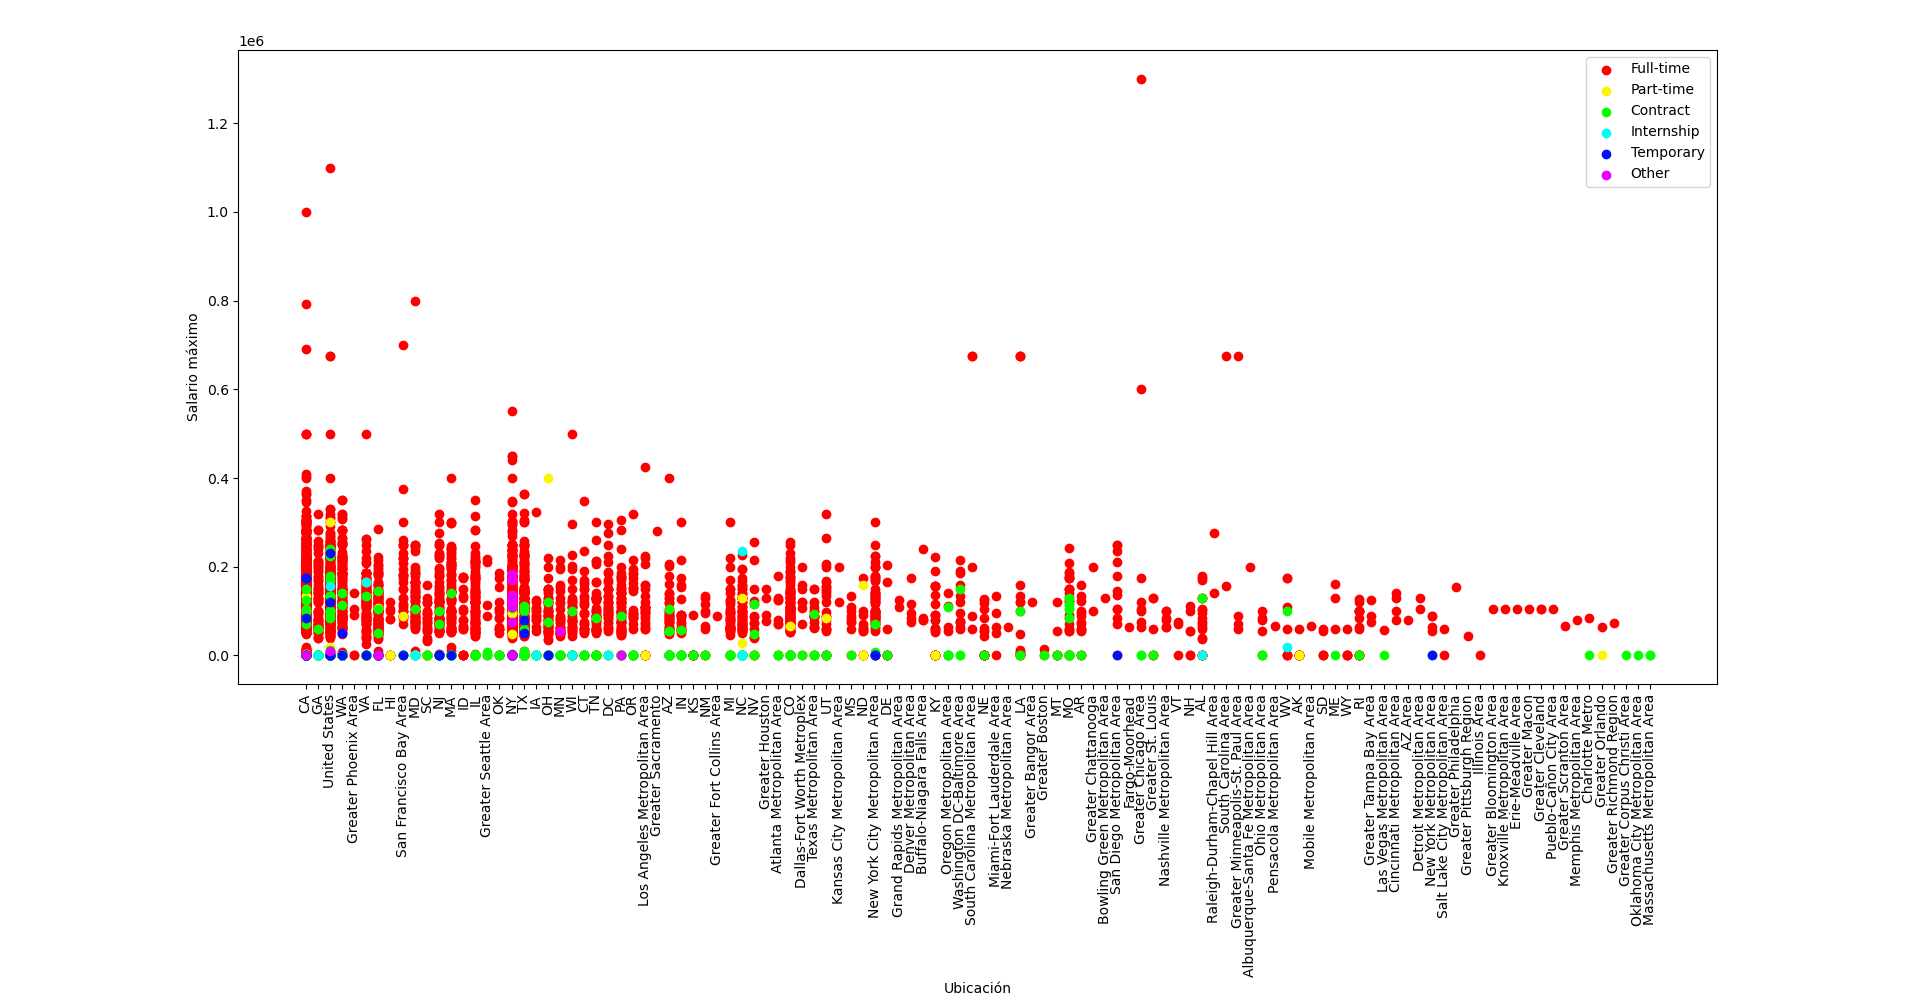 1e6
1.2
1.0
0.8
0.6
0.4
0.2
0.0
Salario máximo
Full-time
Part-time
Contract
Internship
Temporary
Other
CA
GA
United States
WA
Greater Phoenix Area
VA
FL
HI
San Francisco Bay Area
MD
SC
NJ
MA
ID
IL
Greater Seattle Area
OK
NY
TX
IA
OH
MN
WI
CT
TN
DC
PA
OR
Los Angeles Metropolitan Area
Greater Sacramento
AZ
IN
KS
NM
Greater Fort Collins Area
MI
NC
NV
Greater Houston
Atlanta Metropolitan Area
CO
Dallas-Fort Worth Metroplex
Texas Metropolitan Area
UT
Kansas City Metropolitan Area
MS
ND
New York City Metropolitan Area
DE
Grand Rapids Metropolitan Area
Denver Metropolitan Area
Buffalo-Niagara Falls Area
KY
Oregon Metropolitan Area
Washington DC-Baltimore Area
South Carolina Metropolitan Area
NE
Miami-Fort Lauderdale Area
Nebraska Metropolitan Area
LA
Greater Bangor Area
Greater Boston
MT
MO
AR
Greater Chattanooga
Bowling Green Metropolitan Area
San Diego Metropolitan Area
Fargo-Moorhead
Greater Chicago Area
Greater St. Louis
Nashville Metropolitan Area
VT
NH
AL
Raleigh-Durham-Chapel Hill Area
South Carolina Area
Greater Minneapolis-St. Paul Area
Albuquerque-Santa Fe Metropolitan Area
Ohio Metropolitan Area
Pensacola Metropolitan Area
WV
AK
Mobile Metropolitan Area
SD
ME
WY
RI
Greater Tampa Bay Area
Las Vegas Metropolitan Area
Cincinnati Metropolitan Area
AZ Area
Detroit Metropolitan Area
New York Metropolitan Area
Salt Lake City Metropolitan Area
Greater Philadelphia
Greater Pittsburgh Region
Illinois Area
Greater Bloomington Area
Knoxville Metropolitan Area
Erie-Meadville Area
Greater Macon
Greater Cleveland
Pueblo-Cañon City Area
Greater Scranton Area
Memphis Metropolitan Area
Charlotte Metro
Greater Orlando
Greater Richmond Region
Greater Corpus Christi Area
Oklahoma City Metropolitan Area
Massachusetts Metropolitan Area
Ubicación